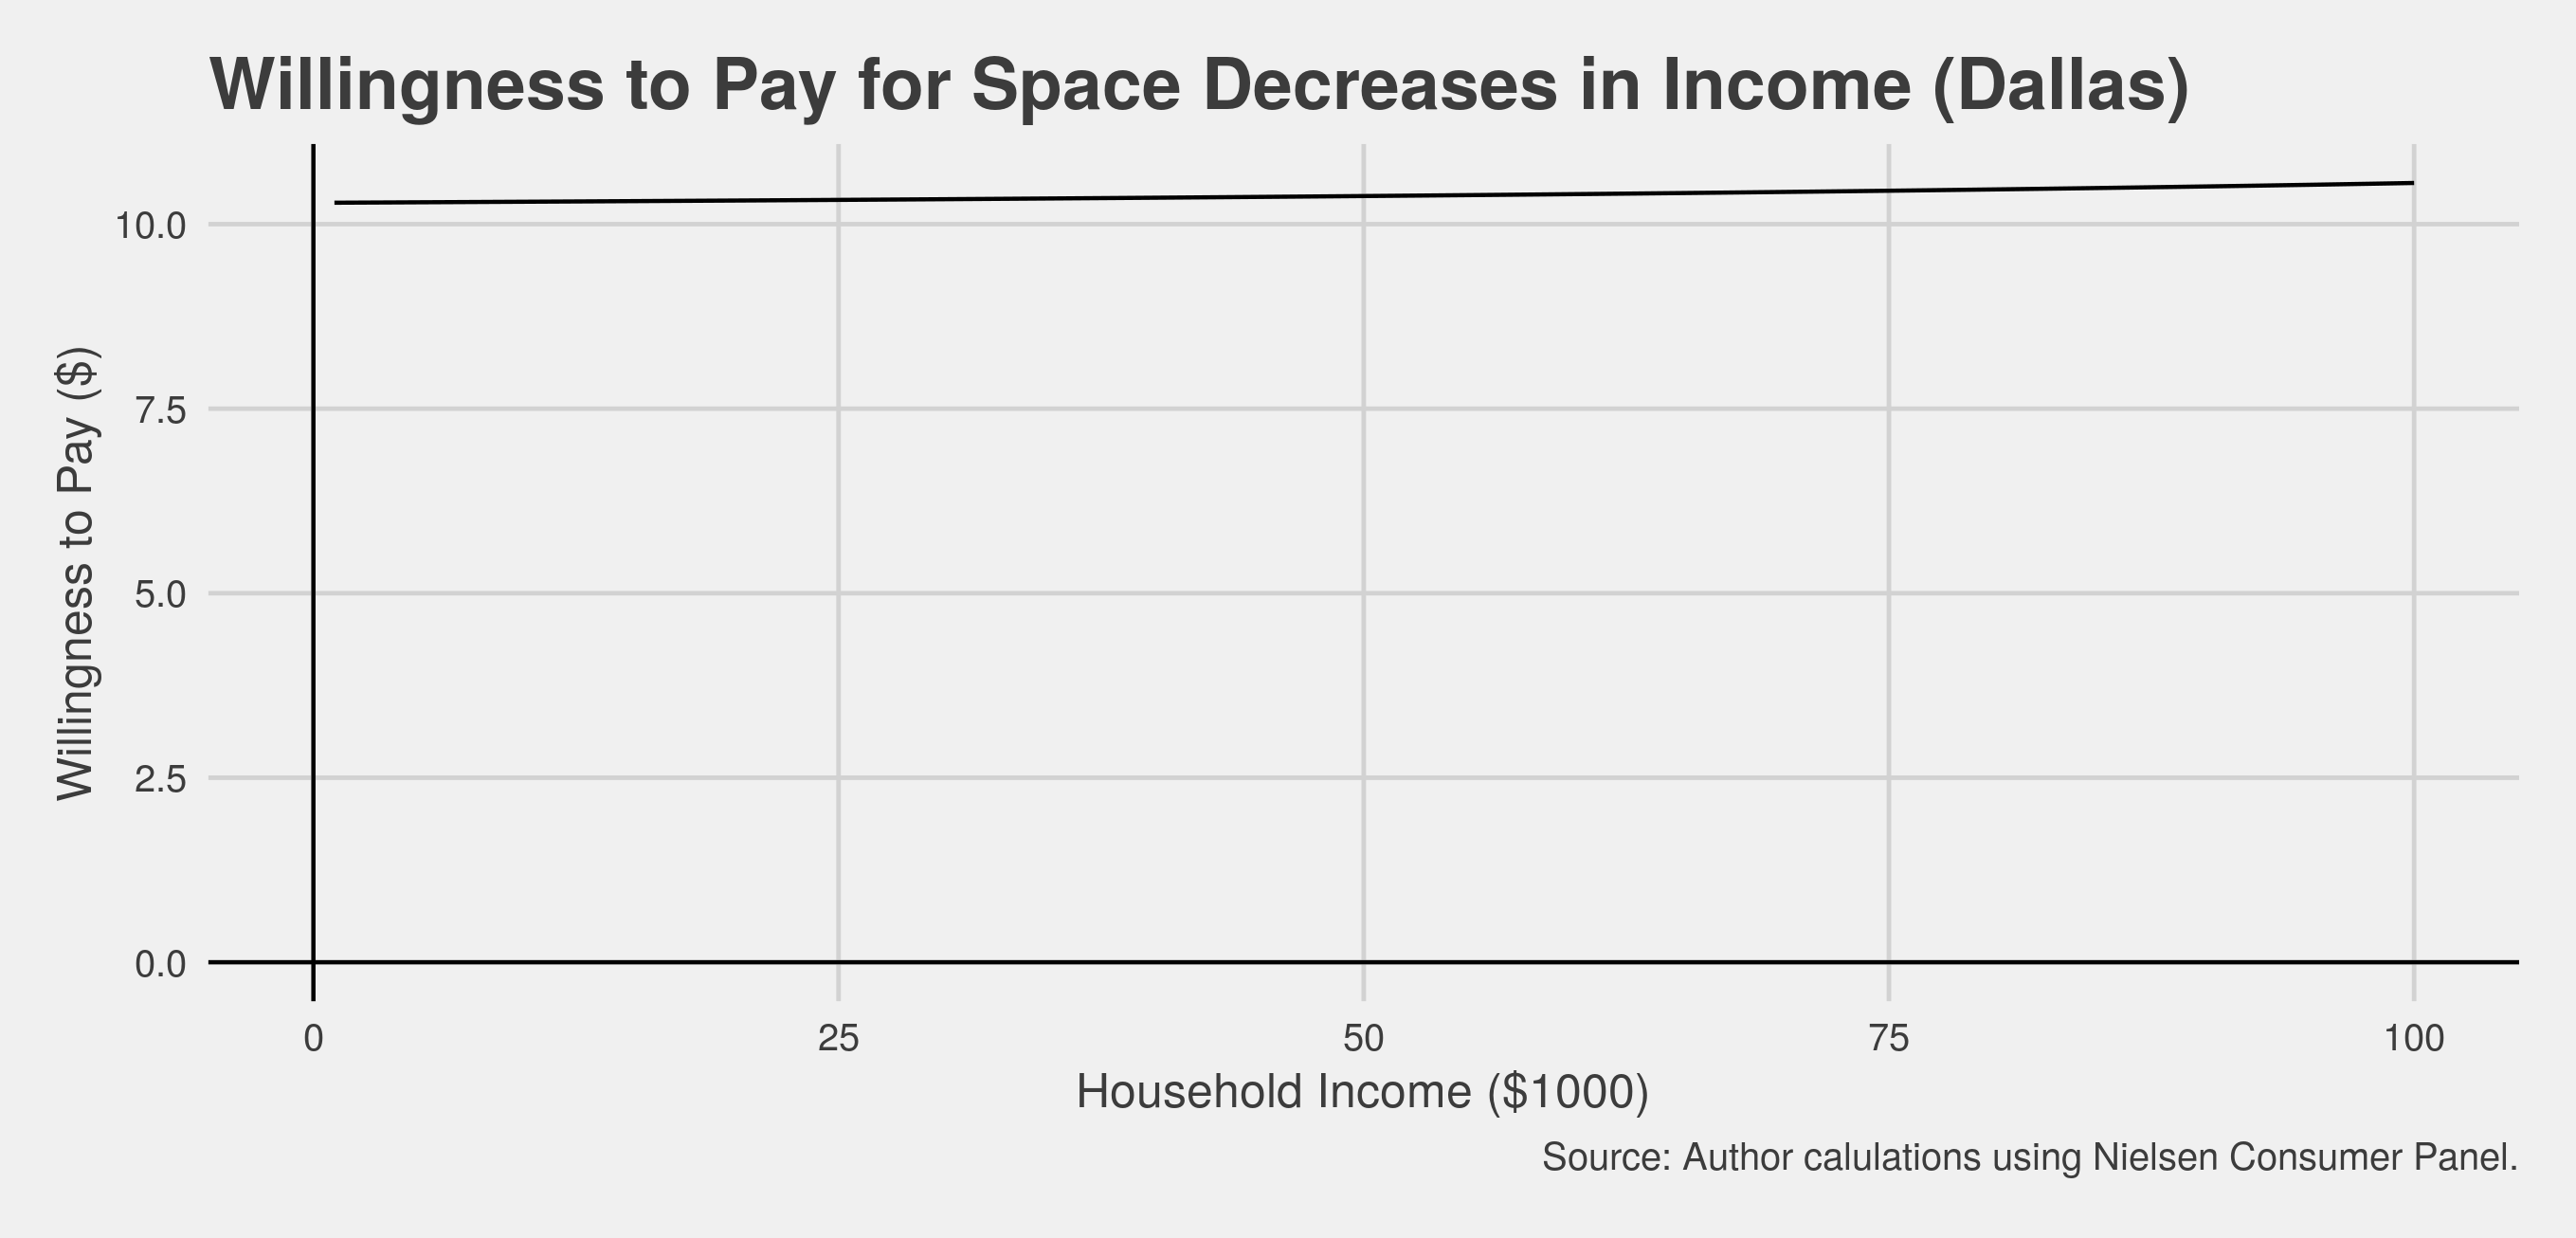 Willingness to Pay for Space Decreases in Income (Dallas)
Willingness to Pay ($)
10.0
7.5
5.0
2.5
0.0
0 25 50 75 100
Household Income ($1000)
Source: Author calulations using Nielsen Consumer Panel.